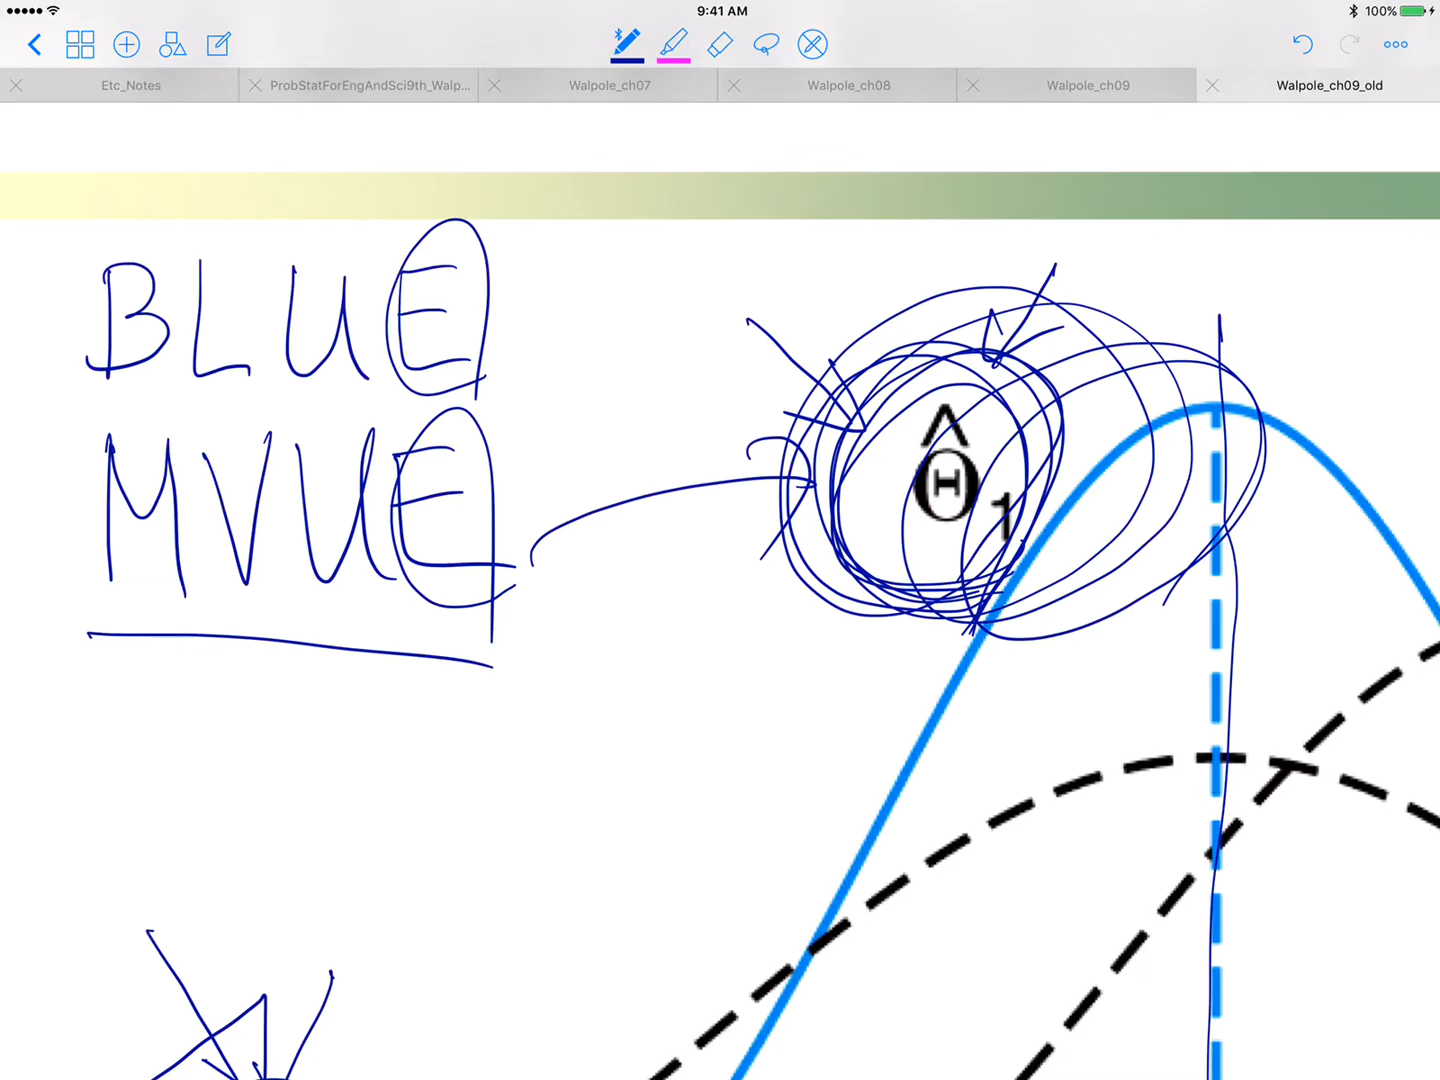 9:41 AM
100%
Etc_Notes
ProbStatForEngAndSci9th_Walp...
Walpole_ch07
Walpole_ch08
Walpole_ch09
Walpole_ch09_old
BLUE
MVUE
Θ̂₁